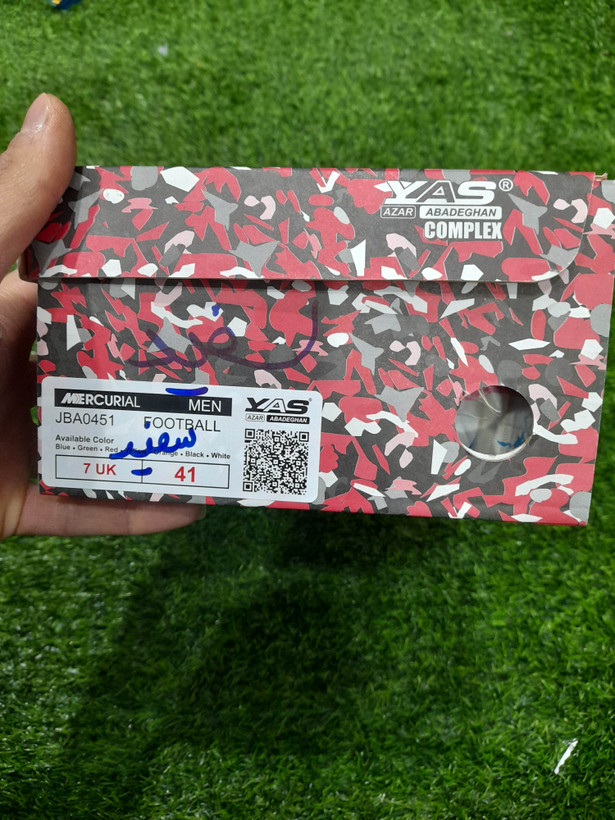 YAS®
AZAR ABADEGHAN
COMPLEX
MERCURIAL MEN
JBA0451 FOOTBALL
YAS
AZAR ABADEGHAN
Available Color
Blue • Green • Red • Black • White
سفید
7 UK 41